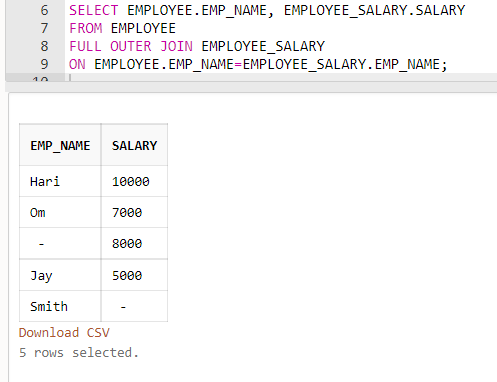 6 SELECT EMPLOYEE.EMP_NAME, EMPLOYEE_SALARY.SALARY
7 FROM EMPLOYEE
8 FULL OUTER JOIN EMPLOYEE_SALARY
9 ON EMPLOYEE.EMP_NAME=EMPLOYEE_SALARY.EMP_NAME;
10
EMP_NAME SALARY
Hari 10000
Om 7000
- 8000
Jay 5000
Smith -
Download CSV
5 rows selected.